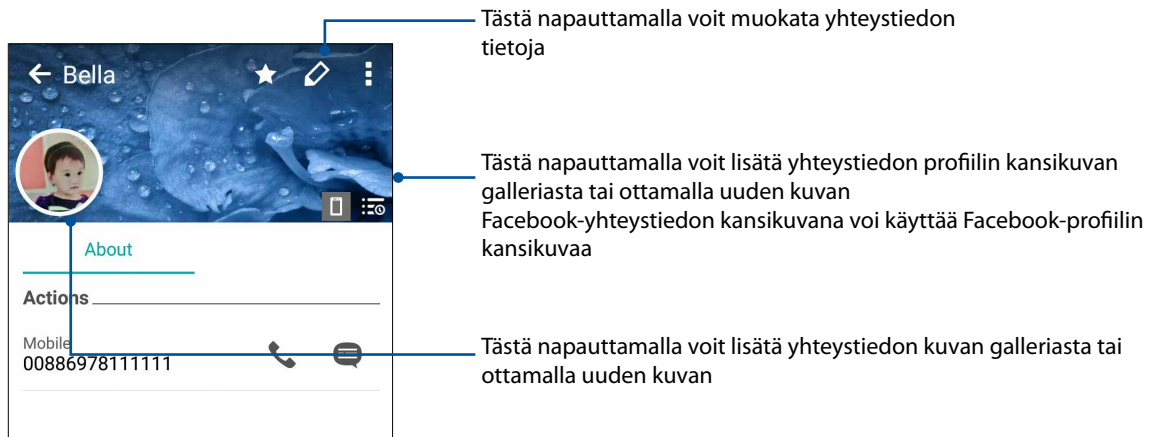 Tästä napauttamalla voit muokata yhteystiedon
tietoja
Bella
Tästä napauttamalla voit lisätä yhteystiedon profiilin kansikuvan
galleriasta tai ottamalla uuden kuvan
Facebook-yhteystiedon kansikuvana voi käyttää Facebook-profiilin
kansikuvaa
About
Actions
Mobile
00886978111111
Tästä napauttamalla voit lisätä yhteystiedon kuvan galleriasta tai
ottamalla uuden kuvan